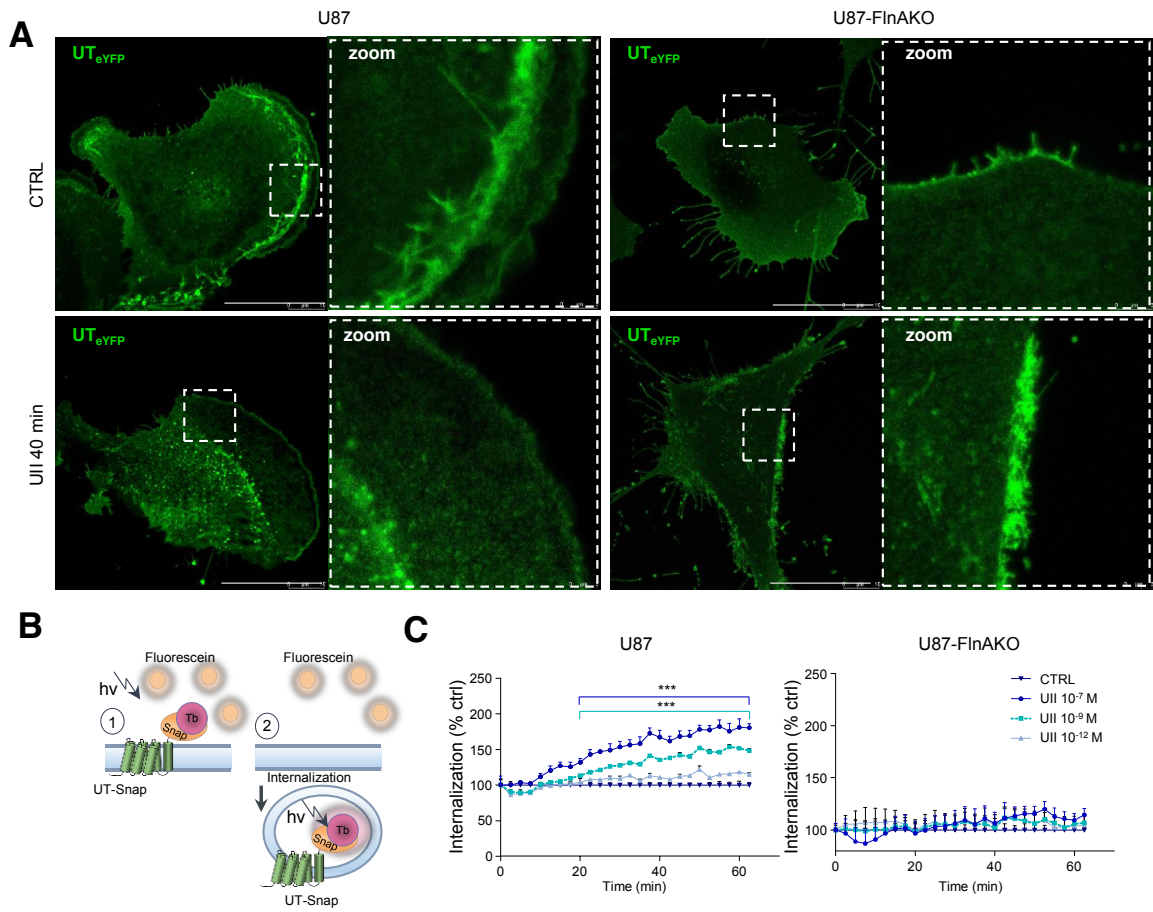 U87
U87-FlnAKO
A
UTeYFP
zoom
UTeYFP
zoom
CTRL
UTeYFP
zoom
UTeYFP
zoom
UII 40 min
B
Fluorescein
Fluorescein
hv
1
Tb
Snap
2
UT-Snap
Internalization
hv
Tb
Snap
UT-Snap
C
U87
U87-FlnAKO
Internalization (% ctrl)
250
200
150
100
50
0
***
***
0
20
40
60
Time (min)
Internalization (% ctrl)
250
200
150
100
0
20
40
60
Time (min)
CTRL
UII 10-7 M
UII 10-9 M
UII 10-12 M